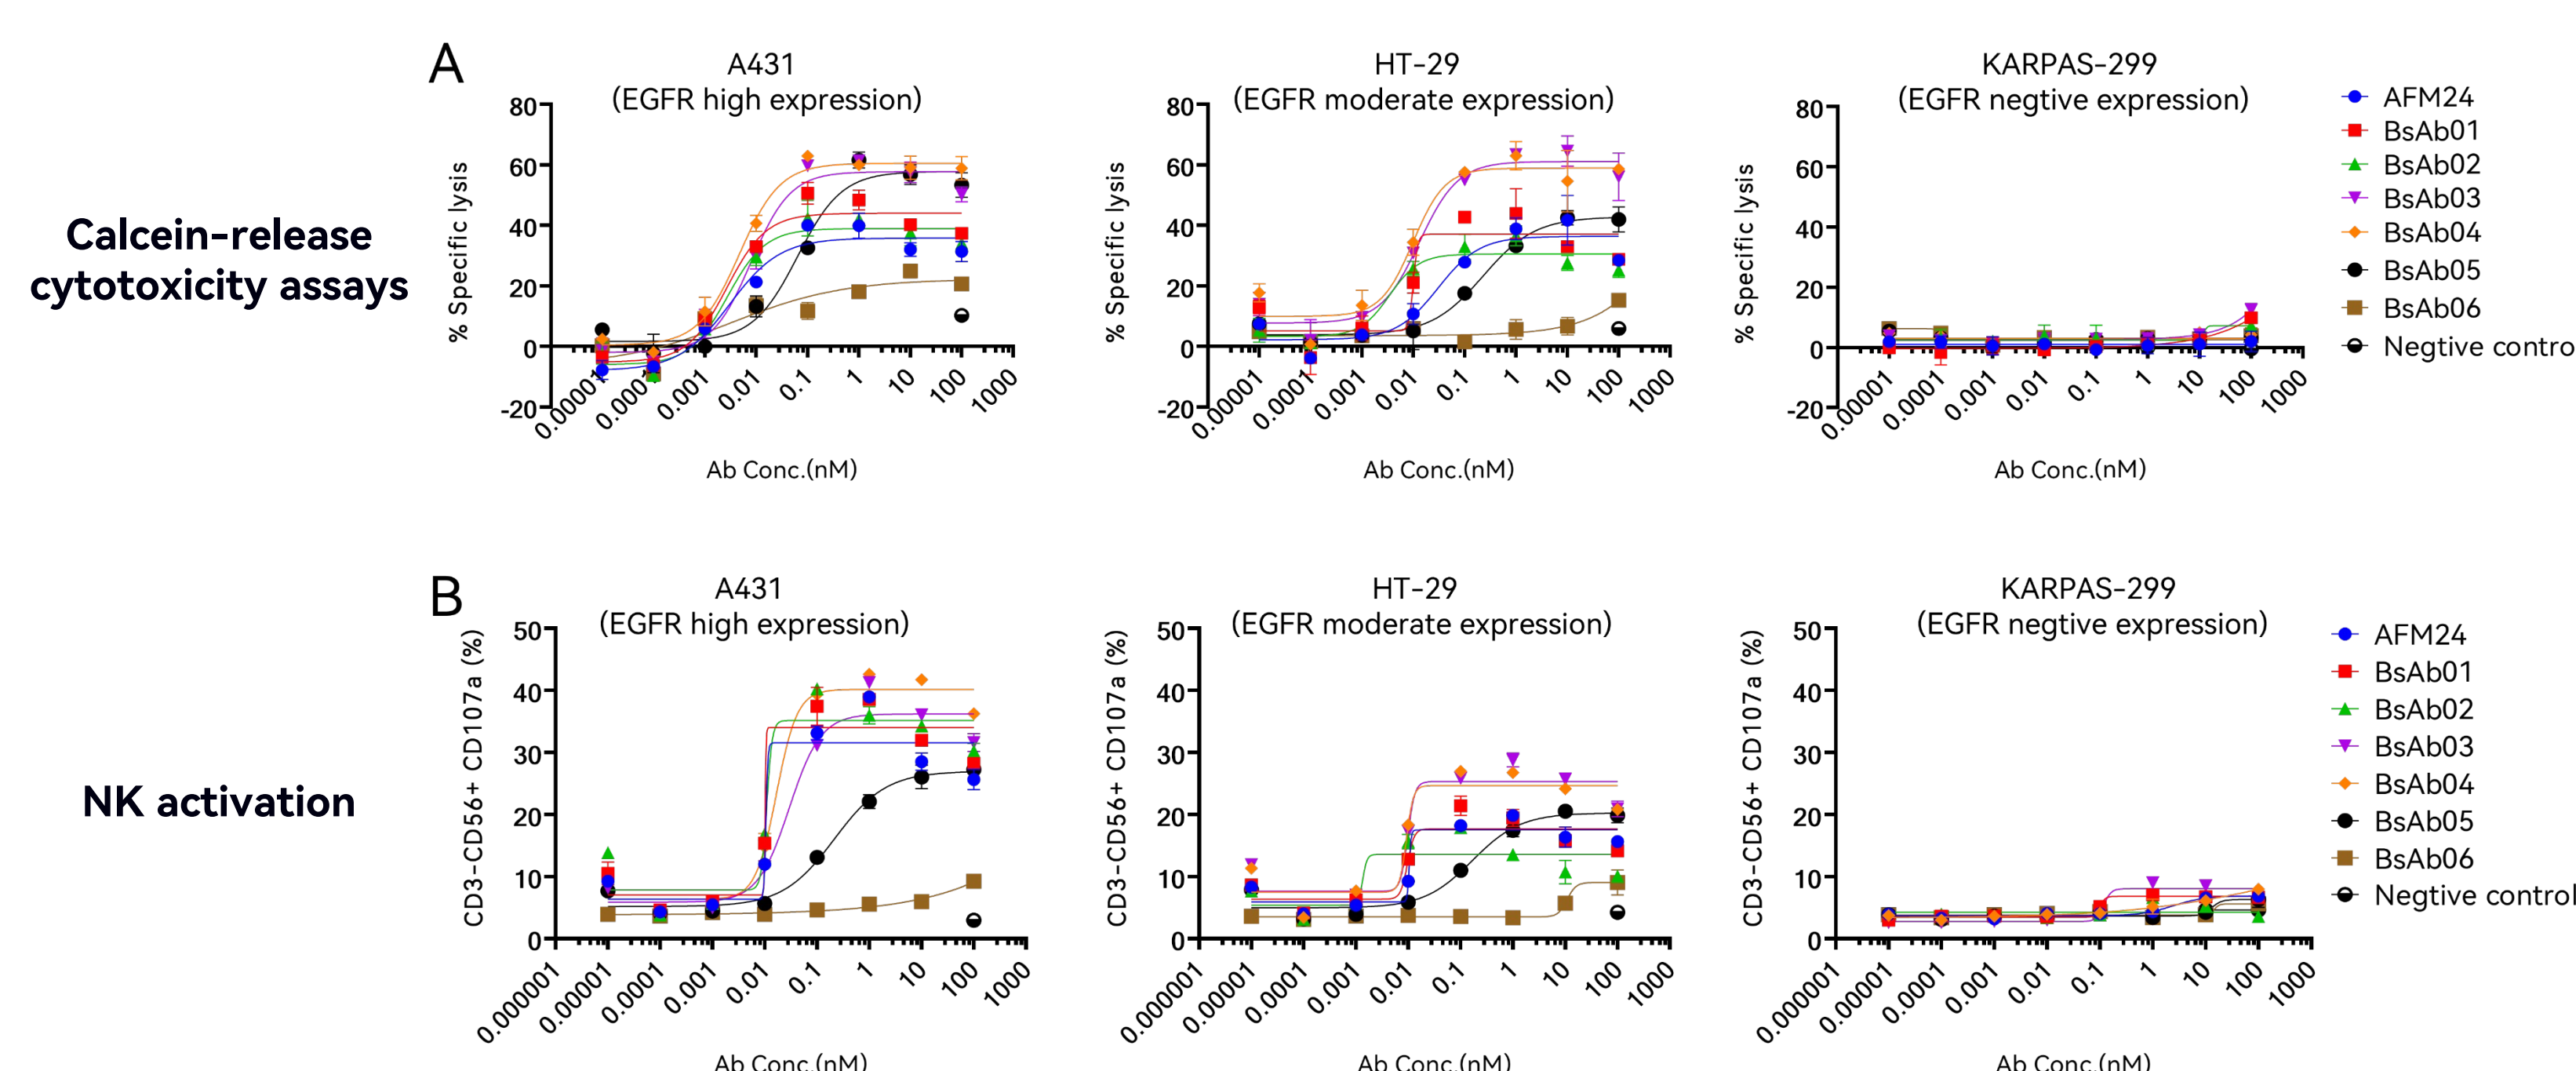 A
A431
(EGFR high expression)
HT-29
(EGFR moderate expression)
KARPAS-299
(EGFR negtive expression)
Calcein-release
cytotoxicity assays
% Specific lysis
80
60
40
20
0
-20
0.00001
0.0001
0.001
0.01
0.1
1
10
100
1000
Ab Conc.(nM)
% Specific lysis
80
60
40
20
0
-20
0.00001
0.0001
0.001
0.01
0.1
1
10
100
1000
Ab Conc.(nM)
% Specific lysis
80
60
40
20
0
-20
0.00001
0.0001
0.001
0.01
0.1
1
10
100
1000
Ab Conc.(nM)
AFM24
BsAb01
BsAb02
BsAb03
BsAb04
BsAb05
BsAb06
Negtive contro
B
A431
(EGFR high expression)
HT-29
(EGFR moderate expression)
KARPAS-299
(EGFR negtive expression)
NK activation
CD3-CD56+ CD107a (%)
50
40
30
20
10
0
0.000001
0.00001
0.0001
0.001
0.01
0.1
1
10
100
1000
Ab Conc.(nM)
CD3-CD56+ CD107a (%)
50
40
30
20
10
0
0.000001
0.00001
0.0001
0.001
0.01
0.1
1
10
100
1000
Ab Conc.(nM)
CD3-CD56+ CD107a (%)
50
40
30
20
10
0
0.000001
0.00001
0.0001
0.001
0.01
0.1
1
10
100
1000
Ab Conc.(nM)
AFM24
BsAb01
BsAb02
BsAb03
BsAb04
BsAb05
BsAb06
Negtive control